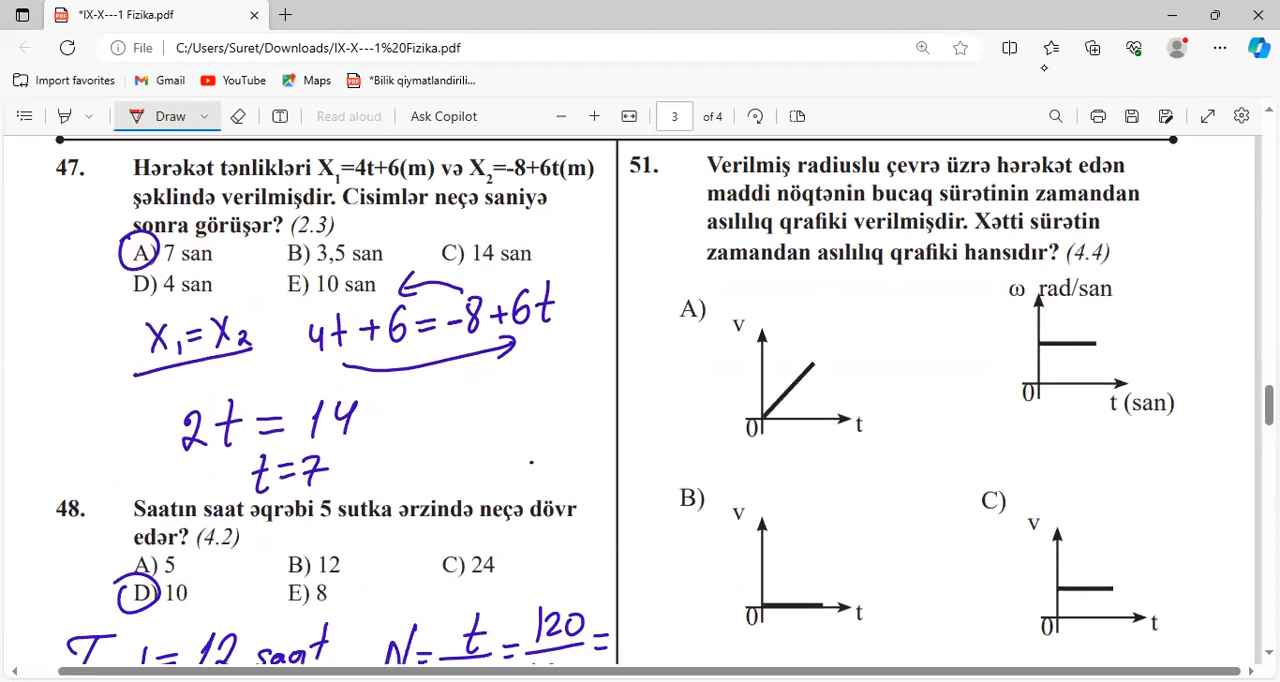 *IX-X---1 Fizika.pdf
File C:/Users/Suret/Downloads/IX-X---1%20Fizika.pdf
Import favorites Gmail YouTube Maps *Bilik qiymatlandirili...
Draw Read aloud Ask Copilot 3 of 4
47. Hərəkət tənlikləri X₁=4t+6(m) və X₂=-8+6t(m)
şəklində verilmişdir. Cisimlər neçə saniyə
sonra görüşər? (2.3)
A) 7 san B) 3,5 san C) 14 san
D) 4 san E) 10 san
X₁=X₂ 4t+6=-8+6t
2t=14
t=7
48. Saatın saat əqrəbi 5 sutka ərzində neçə dövr
edər? (4.2)
A) 5 B) 12 C) 24
D) 10 E) 8
= 12 saat N= t = 120 =
51. Verilmiş radiuslu çevrə üzrə hərəkət edən
maddi nöqtənin bucaq sürətinin zamandan
asılılıq qrafiki verilmişdir. Xətti sürətin
zamandan asılılıq qrafiki hansıdır? (4.4)
ω rad/san
0 t (san)
A) v
0 t
B) v
0 t
C) v
0 t